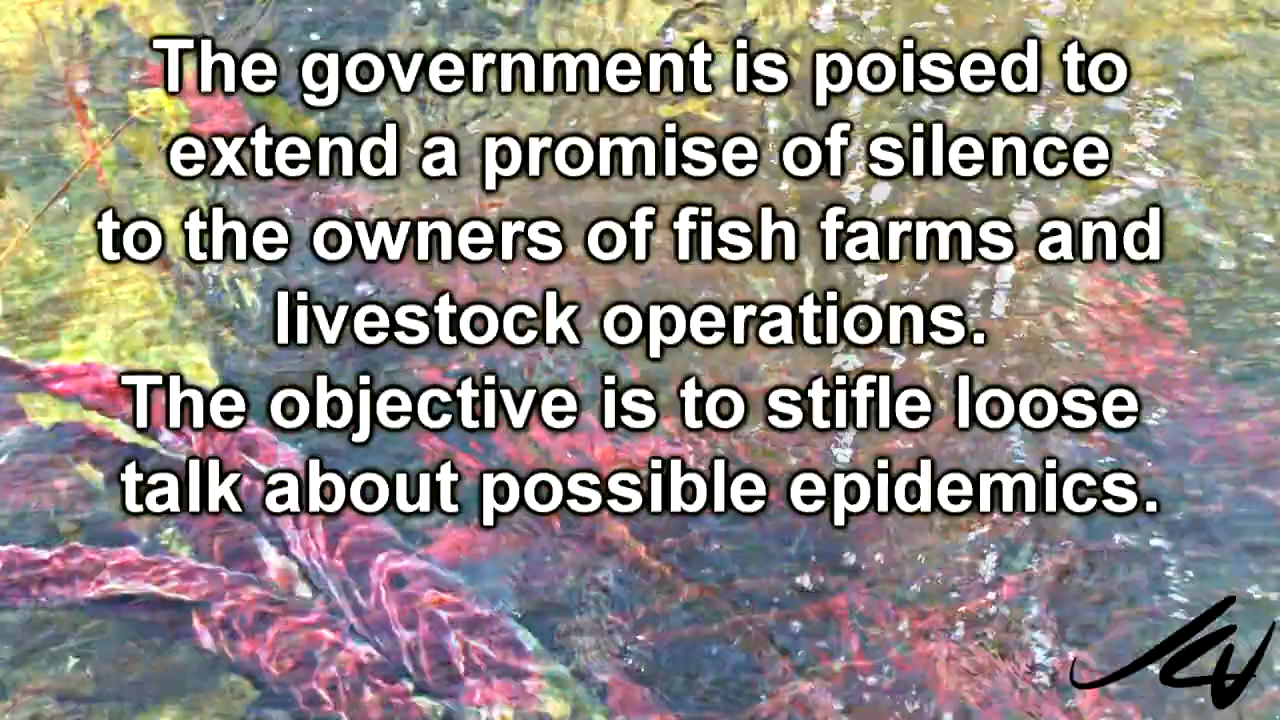 The government is poised to
extend a promise of silence
to the owners of fish farms and
livestock operations.
The objective is to stifle loose
talk about possible epidemics.